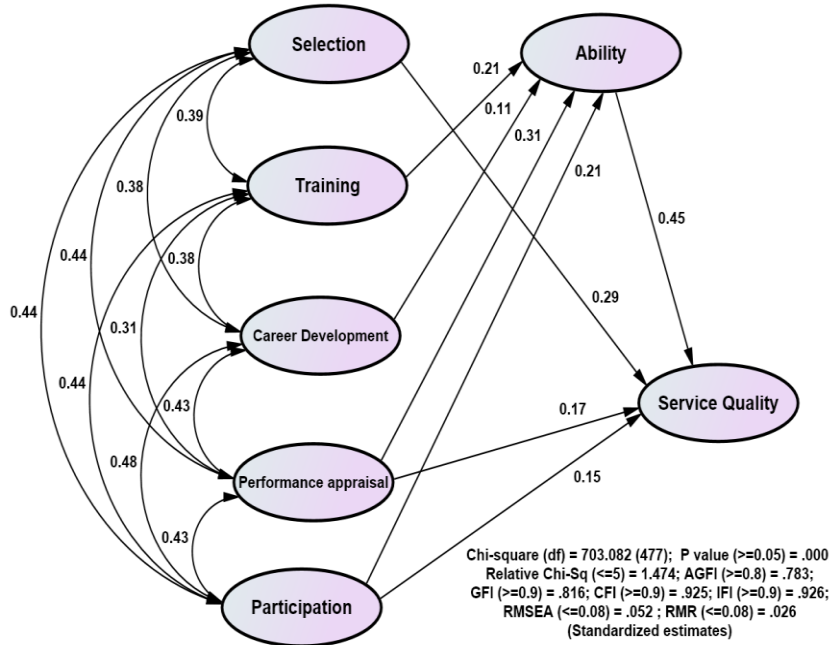 Selection
Ability
0.21
0.39
0.11
0.31
Training
0.21
0.38
0.45
0.44
0.38
0.29
0.44
0.31
Career Development
0.44
0.43
Service Quality
0.17
0.48
Performance appraisal
0.15
0.43
Participation
Chi-square (df) = 703.082 (477); P value (>=0.05) = .000
Relative Chi-Sq (<=5) = 1.474; AGFI (>=0.8) = .783;
GFI (>=0.9) = .816; CFI (>=0.9) = .925; IFI (>=0.9) = .926;
RMSEA (<=0.08) = .052 ; RMR (<=0.08) = .026
(Standardized estimates)